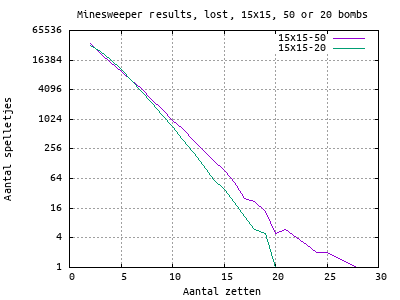 Minesweeper results, lost, 15x15, 50 or 20 bombs
15x15-50
15x15-20
65536
16384
4096
1024
256
64
16
4
1
0 5 10 15 20 25 30
Aantal zetten
Aantal spelletjes